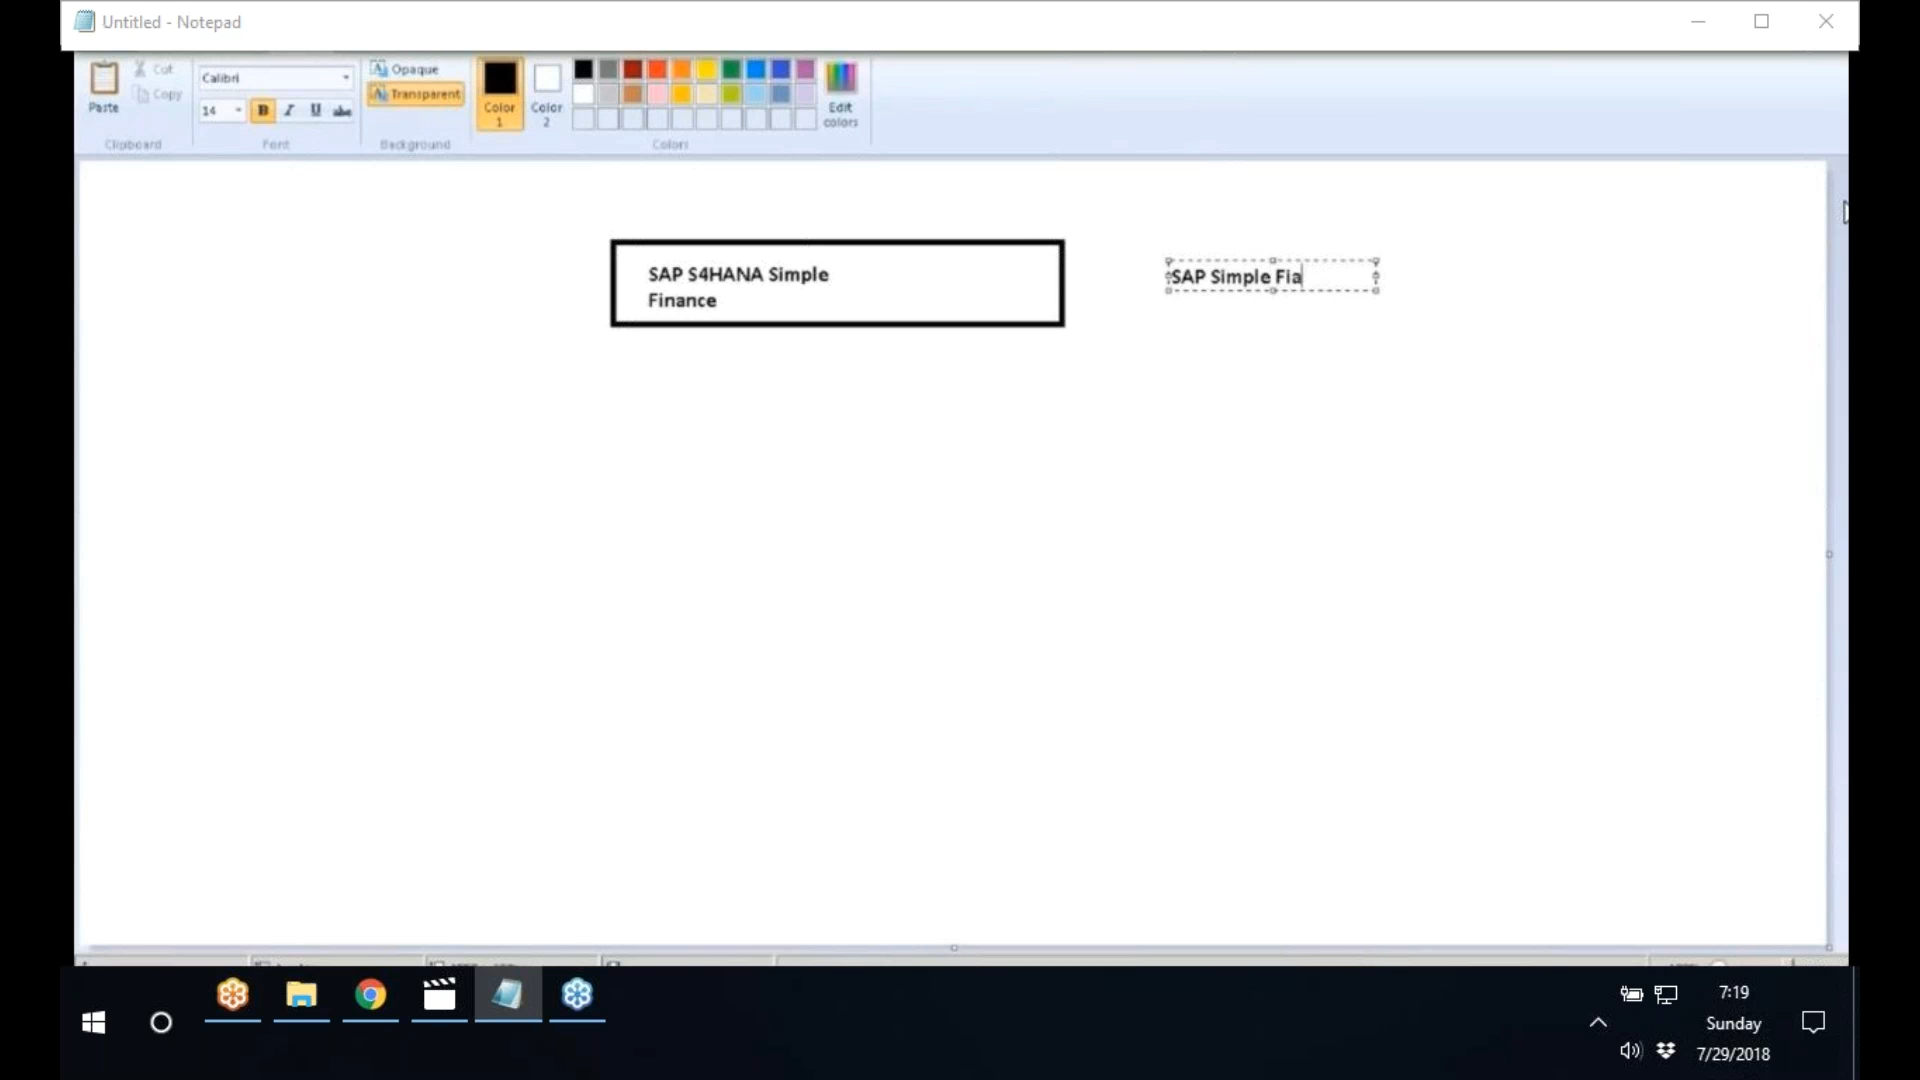 Untitled - Notepad
Cut
Copy
Paste
Clipboard
Calibri
14
B I U abc
Font
Opaque
Transparent
Background
Color 1
Color 2
Edit colors
Colors
SAP S4HANA Simple
Finance
SAP Simple Fia
7:19
Sunday
7/29/2018